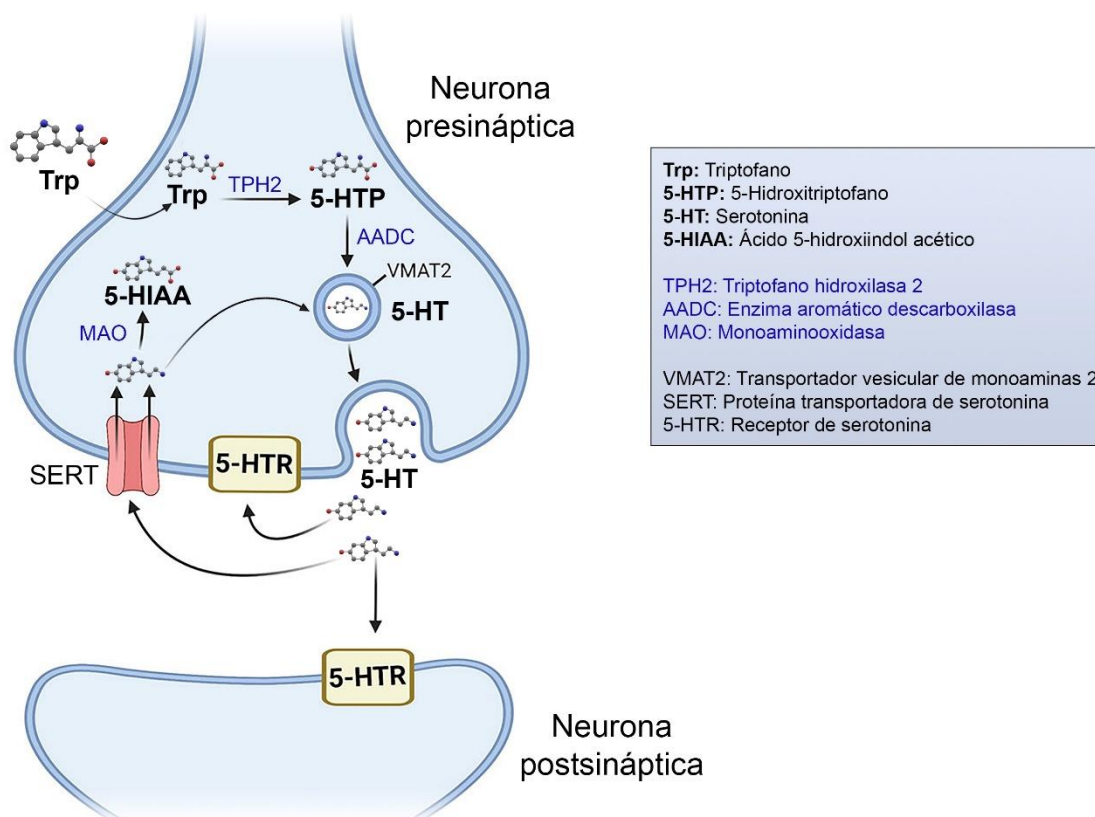 Neurona
presináptica
Trp
Trp
TPH2
5-HTP
AADC
VMAT2
5-HT
5-HIAA
MAO
SERT
5-HTR
5-HT
5-HTR
Neurona
postsináptica
Trp: Triptofano
5-HTP: 5-Hidroxitriptofano
5-HT: Serotonina
5-HIAA: Ácido 5-hidroxiindol acético
TPH2: Triptofano hidroxilasa 2
AADC: Enzima aromático descarboxilasa
MAO: Monoaminooxidasa
VMAT2: Transportador vesicular de monoaminas 2
SERT: Proteína transportadora de serotonina
5-HTR: Receptor de serotonina